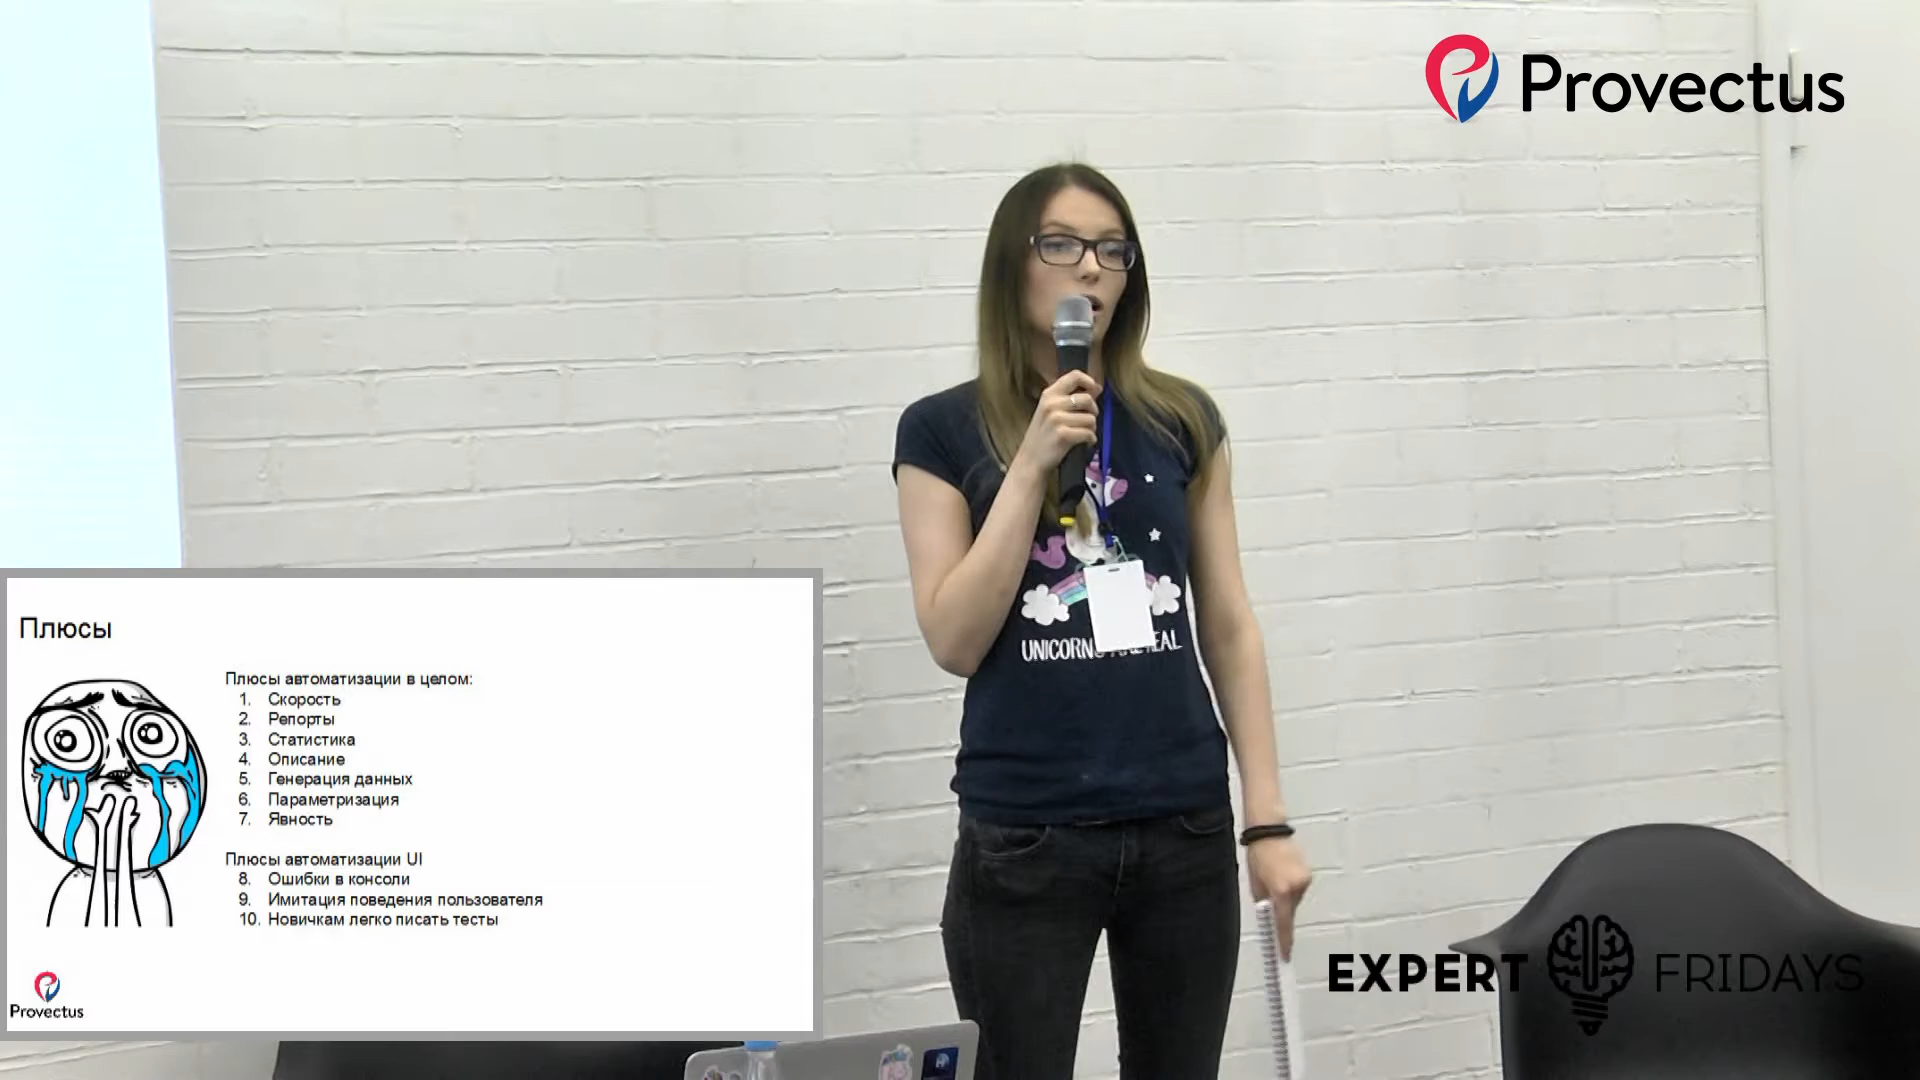 Provectus
Плюсы
Плюсы автоматизации в целом:
1. Скорость
2. Репорты
3. Статистика
4. Описание
5. Генерация данных
6. Параметризация
7. Явность
Плюсы автоматизации UI
8. Ошибки в консоли
9. Имитация поведения пользователя
10. Новичкам легко писать тесты
Provectus
UNICORNS ARE REAL
EXPERT FRIDAYS